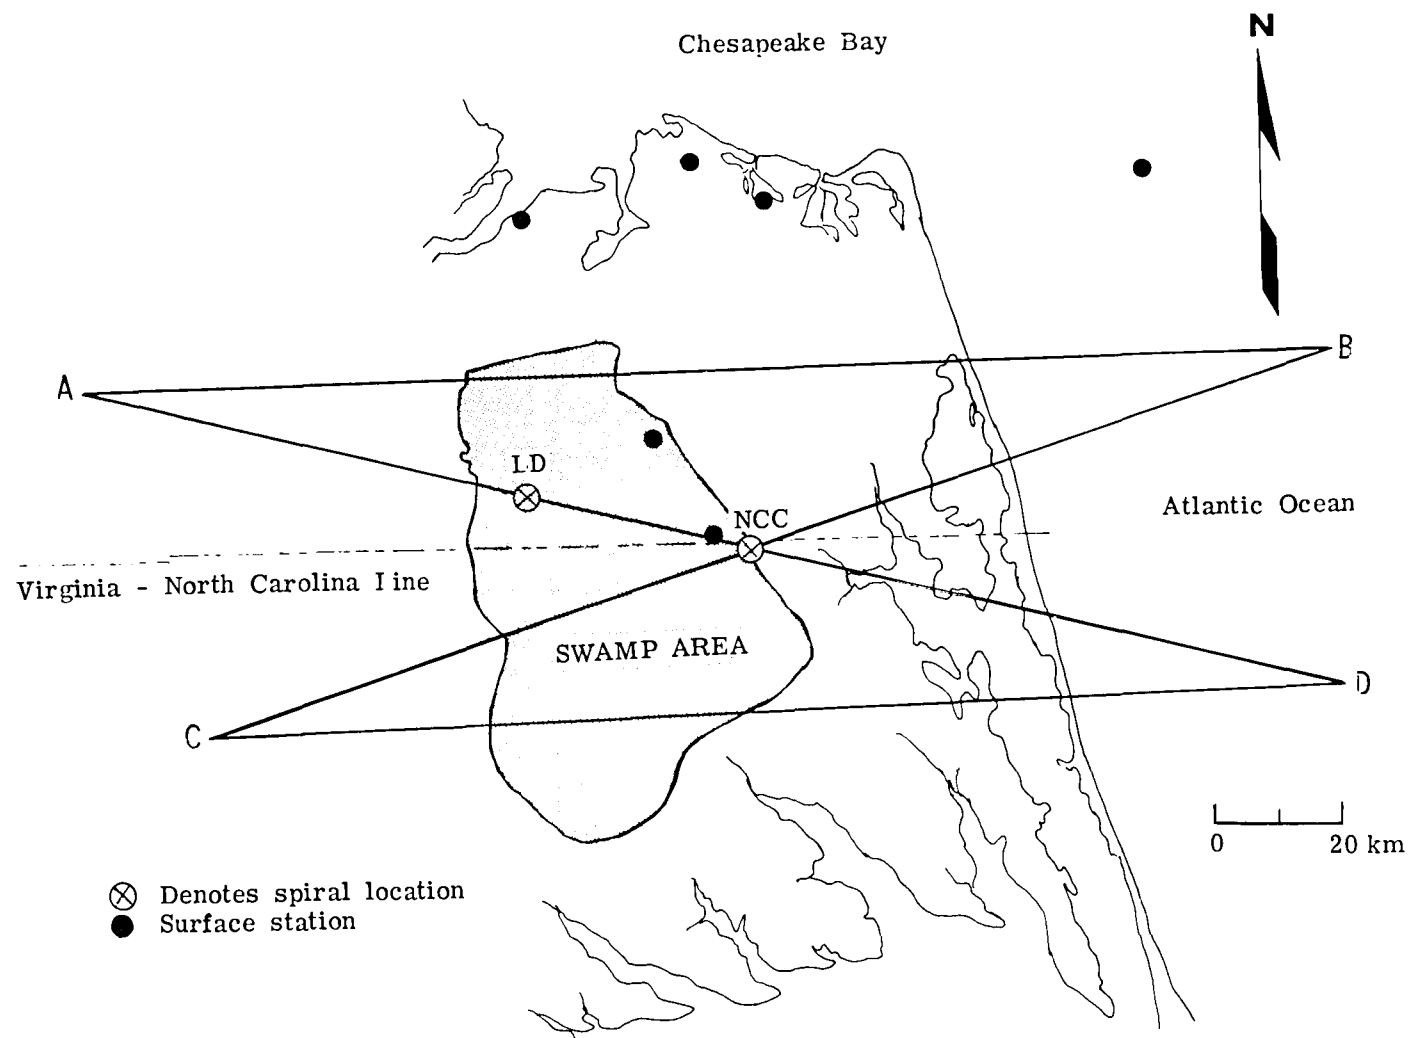 N
Chesapeake Bay
B
A
LD
NCC
Atlantic Ocean
Virginia - North Carolina Line
SWAMP AREA
D
C
0 20 km
Denotes spiral location
Surface station